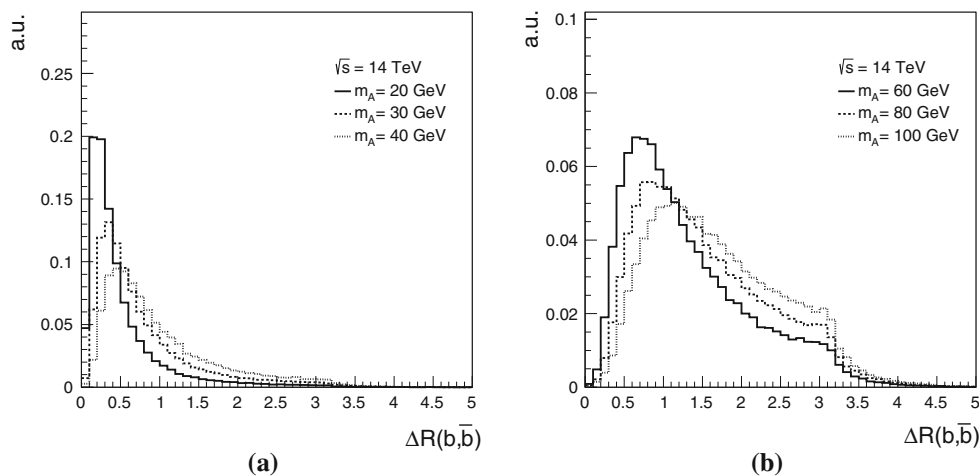 a.u.
0.25
0.2
0.15
0.1
0.05
0
√s = 14 TeV
m_A= 20 GeV
m_A= 30 GeV
m_A= 40 GeV
0 0.5 1 1.5 2 2.5 3 3.5 4 4.5 5
ΔR(b,b̅)
(a)
a.u.
0.1
0.08
0.06
0.04
0.02
0
√s = 14 TeV
m_A= 60 GeV
m_A= 80 GeV
m_A= 100 GeV
0 0.5 1 1.5 2 2.5 3 3.5 4 4.5 5
ΔR(b,b̅)
(b)